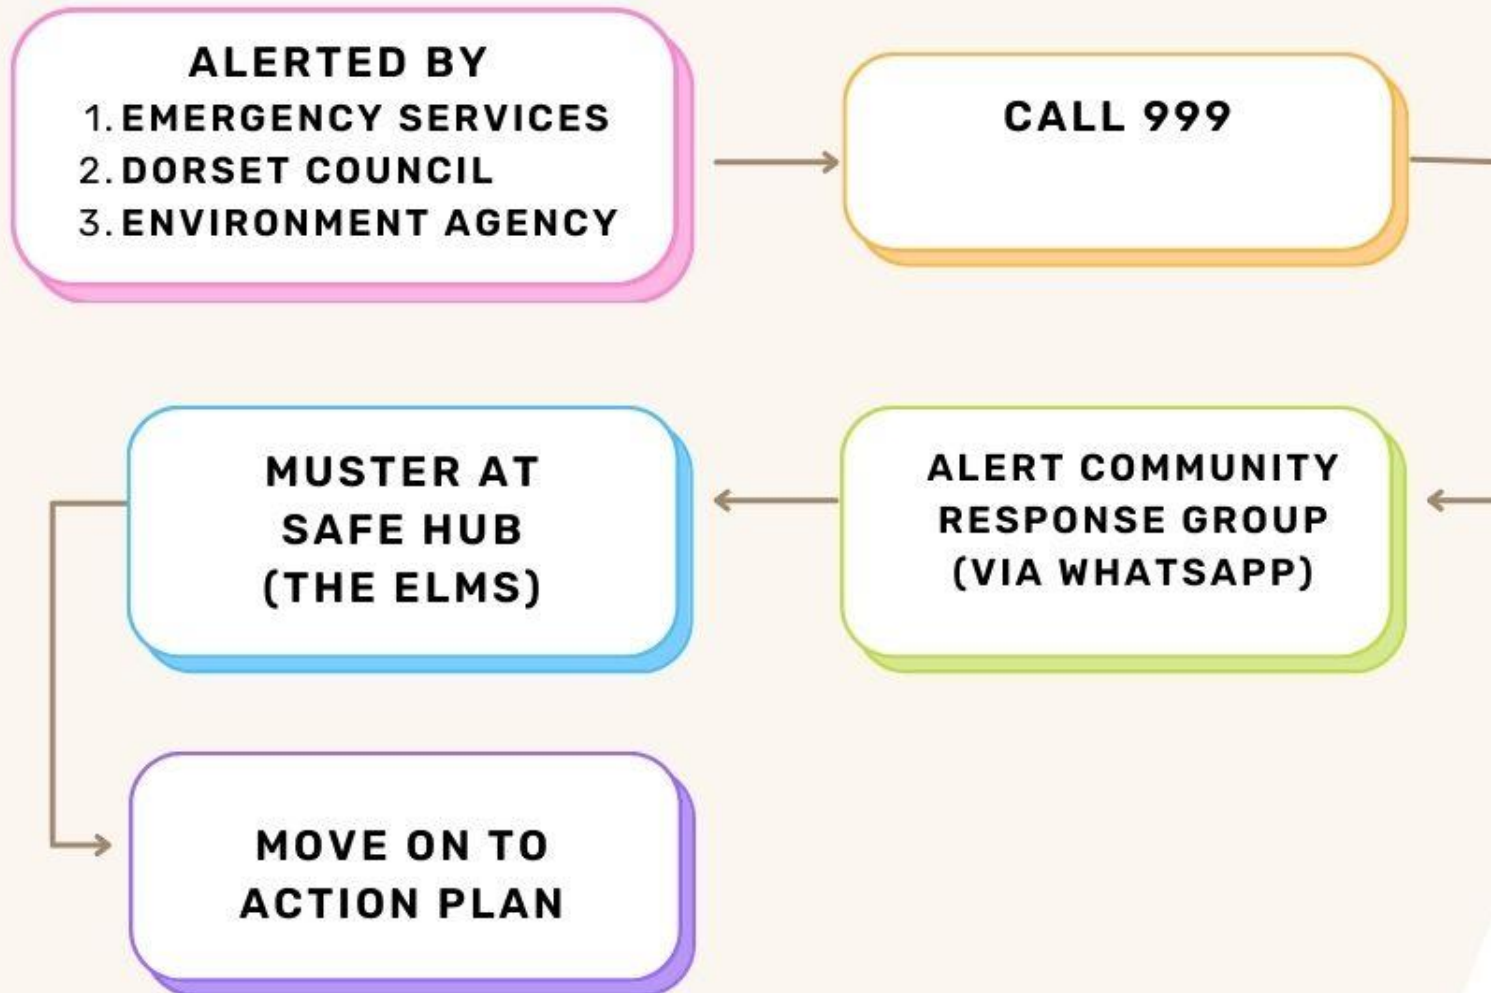 ALERTED BY
1. EMERGENCY SERVICES
2. DORSET COUNCIL
3. ENVIRONMENT AGENCY
CALL 999
ALERT COMMUNITY
RESPONSE GROUP
(VIA WHATSAPP)
MUSTER AT
SAFE HUB
(THE ELMS)
MOVE ON TO
ACTION PLAN